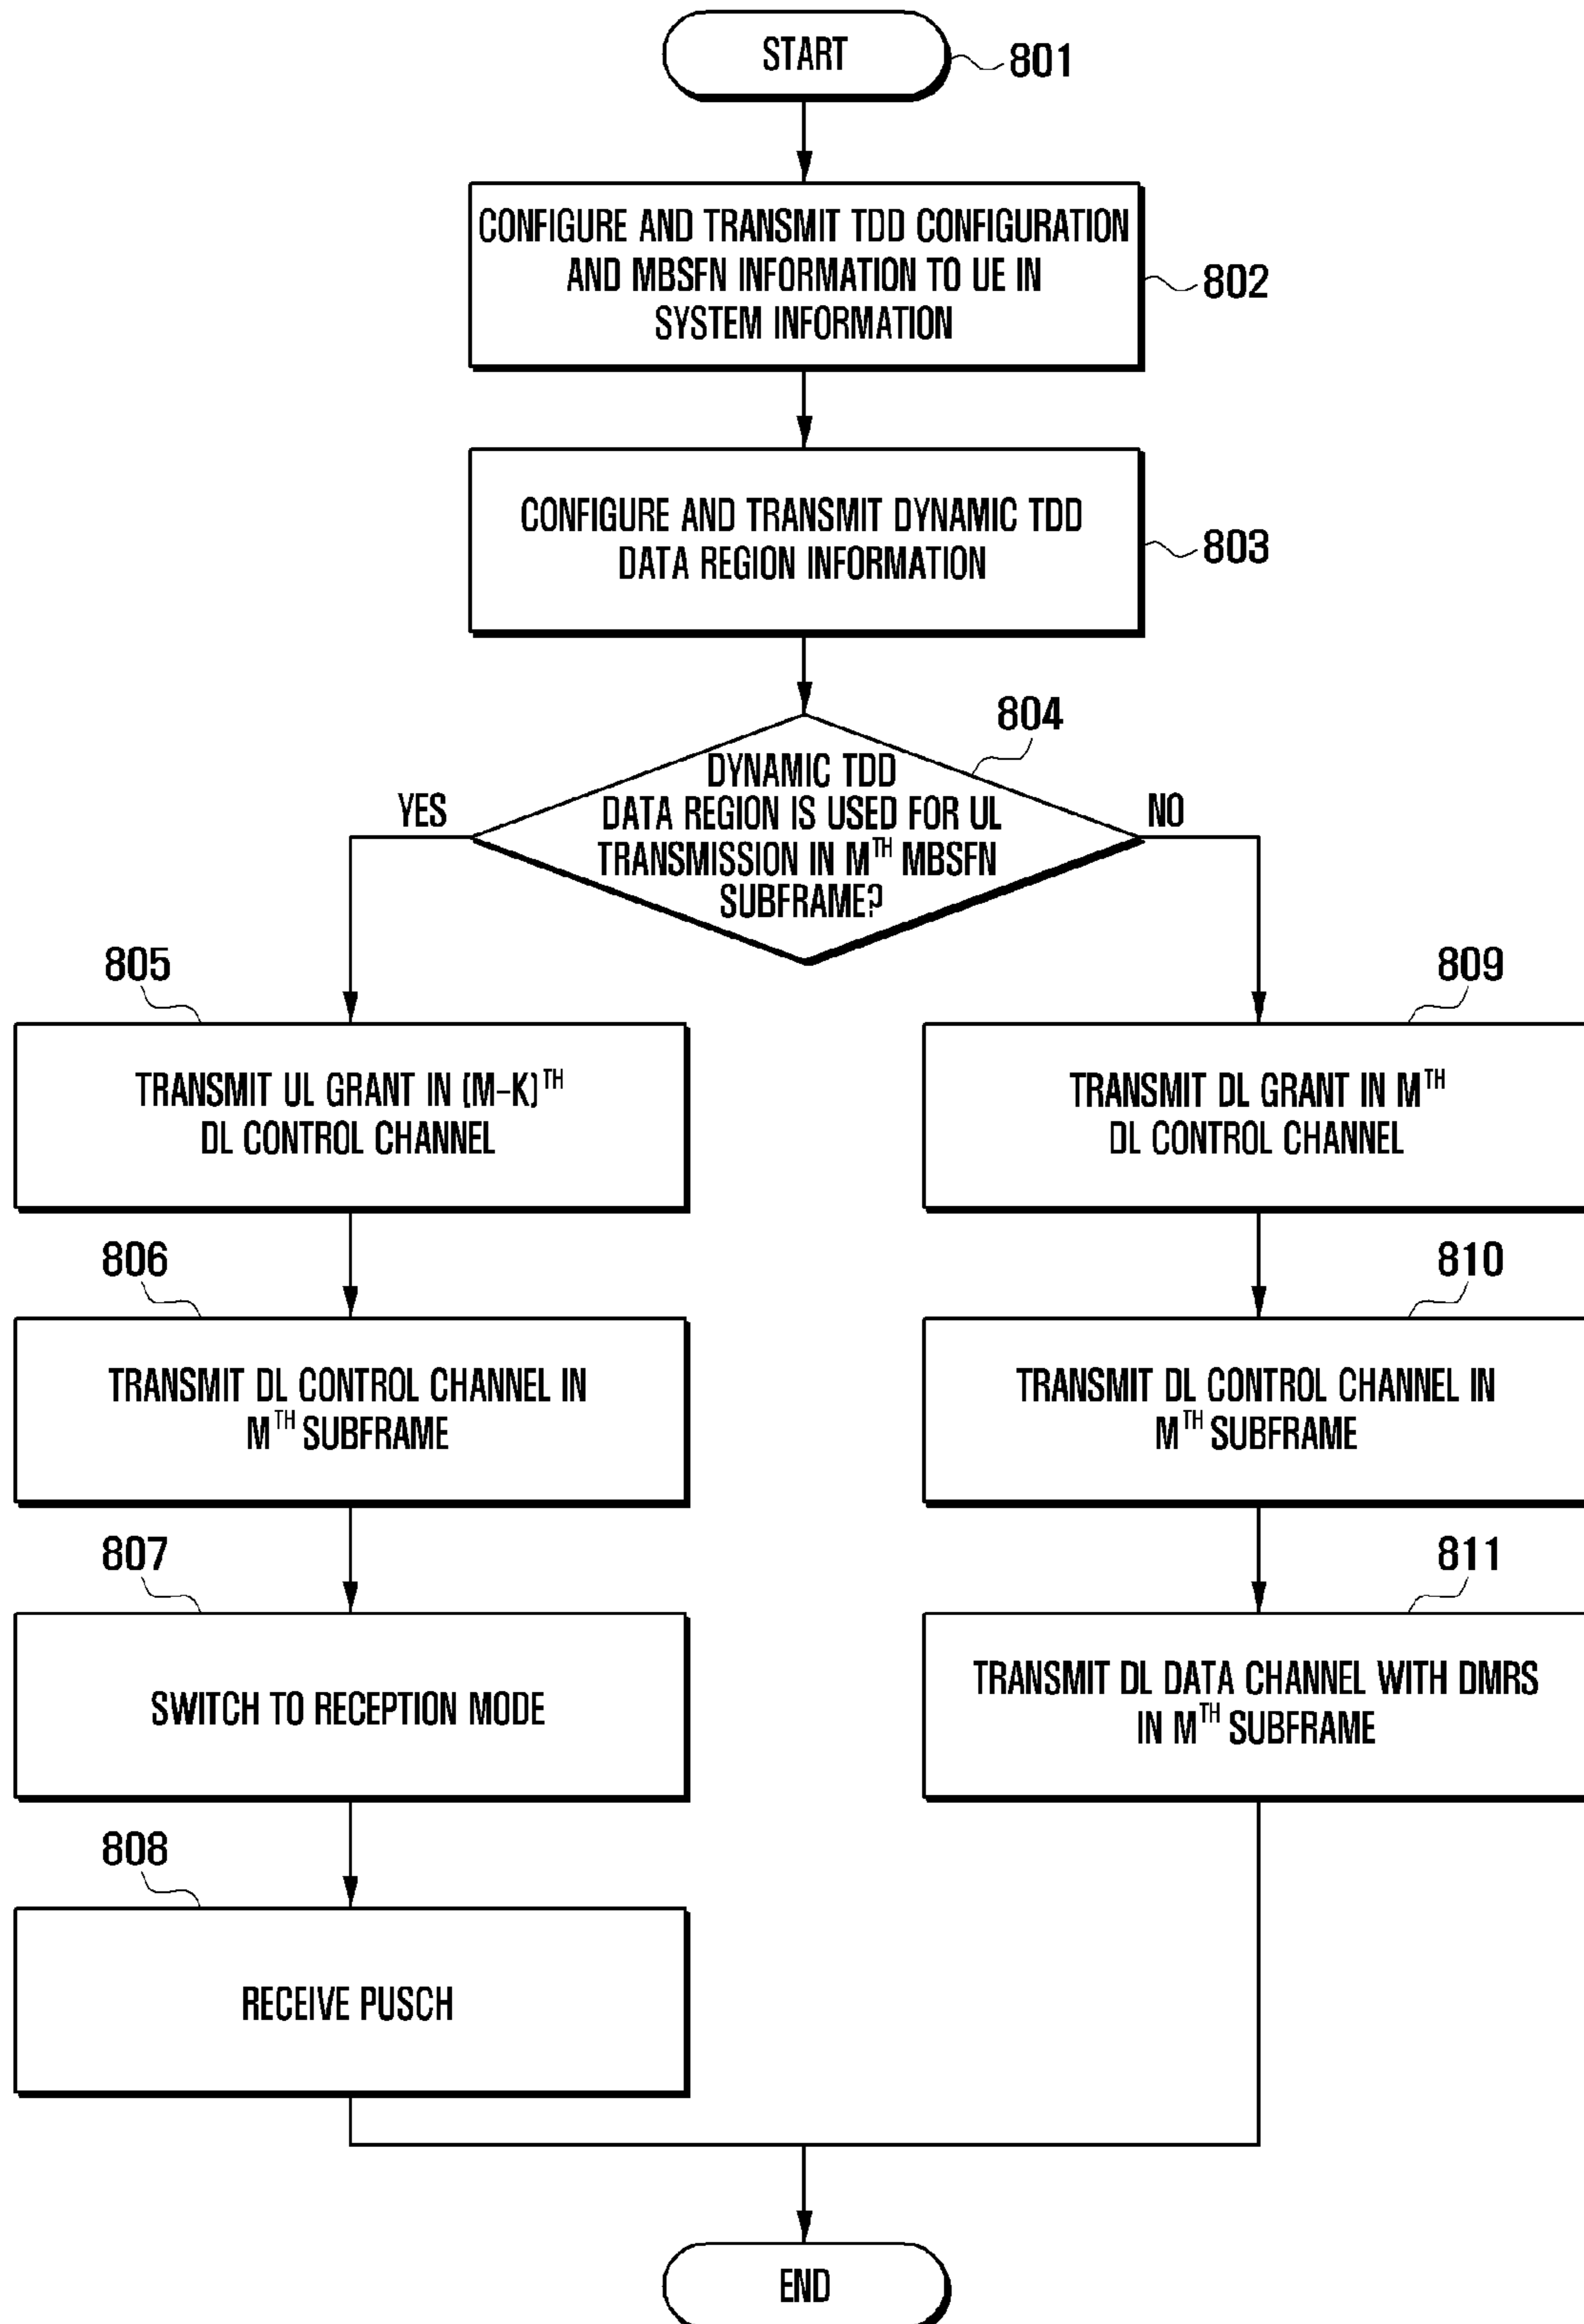 START
801
CONFIGURE AND TRANSMIT TDD CONFIGURATION
AND MBSFN INFORMATION TO UE IN
SYSTEM INFORMATION
802
CONFIGURE AND TRANSMIT DYNAMIC TDD
DATA REGION INFORMATION
803
804
DYNAMIC TDD
DATA REGION IS USED FOR UL
TRANSMISSION IN MTH MBSFN
SUBFRAME?
YES
NO
805
TRANSMIT UL GRANT IN (M-K)TH
DL CONTROL CHANNEL
806
TRANSMIT DL CONTROL CHANNEL IN
MTH SUBFRAME
807
SWITCH TO RECEPTION MODE
808
RECEIVE PUSCH
809
TRANSMIT DL GRANT IN MTH
DL CONTROL CHANNEL
810
TRANSMIT DL CONTROL CHANNEL IN
MTH SUBFRAME
811
TRANSMIT DL DATA CHANNEL WITH DMRS
IN MTH SUBFRAME
END